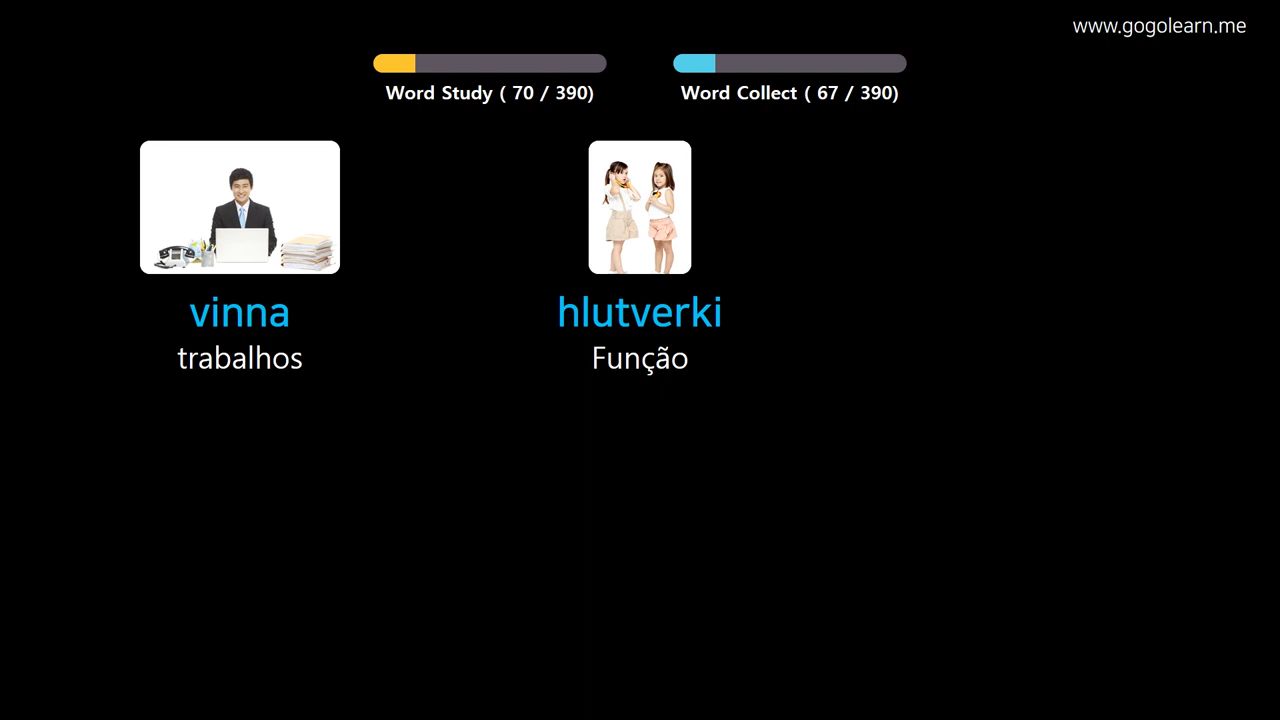 www.gogolearn.me
Word Study ( 70 / 390)
Word Collect ( 67 / 390)
vinna
trabalhos
hlutverki
Função